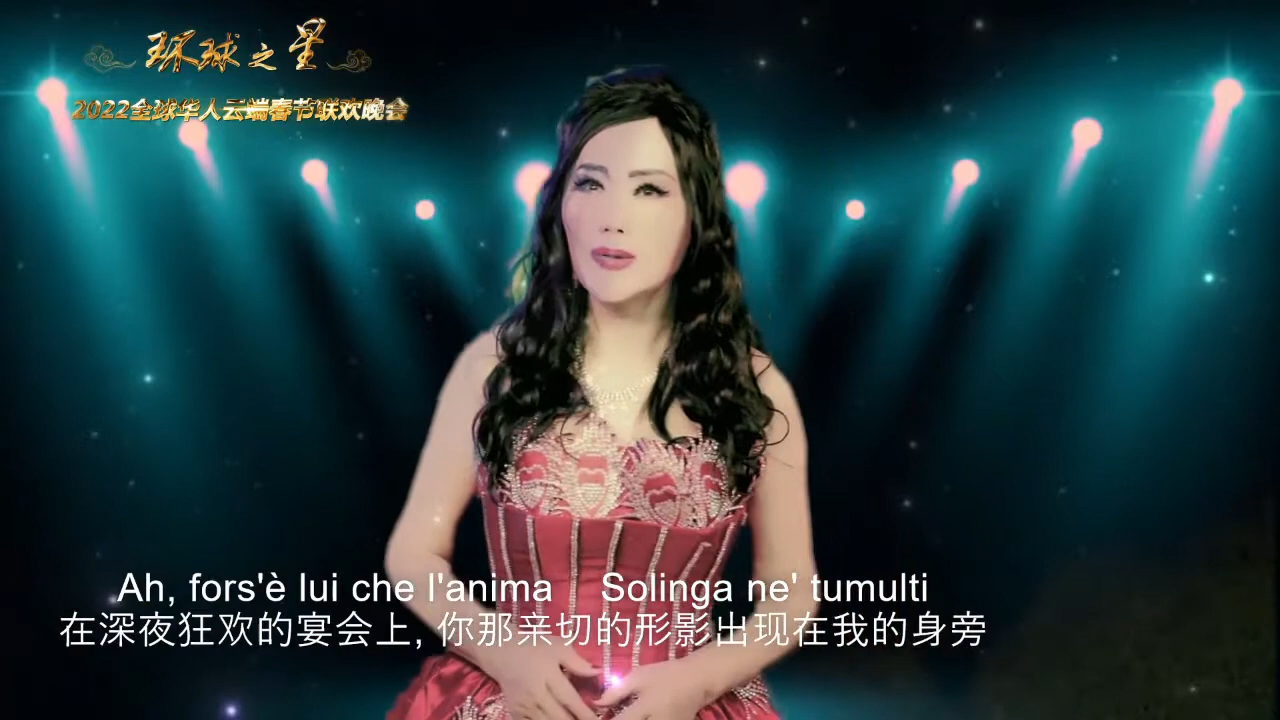 环球之星
2022全球华人云端春节联欢晚会
Ah, fors'è lui che l'anima    Solinga ne' tumulti
在深夜狂欢的宴会上, 你那亲切的形影出现在我的身旁